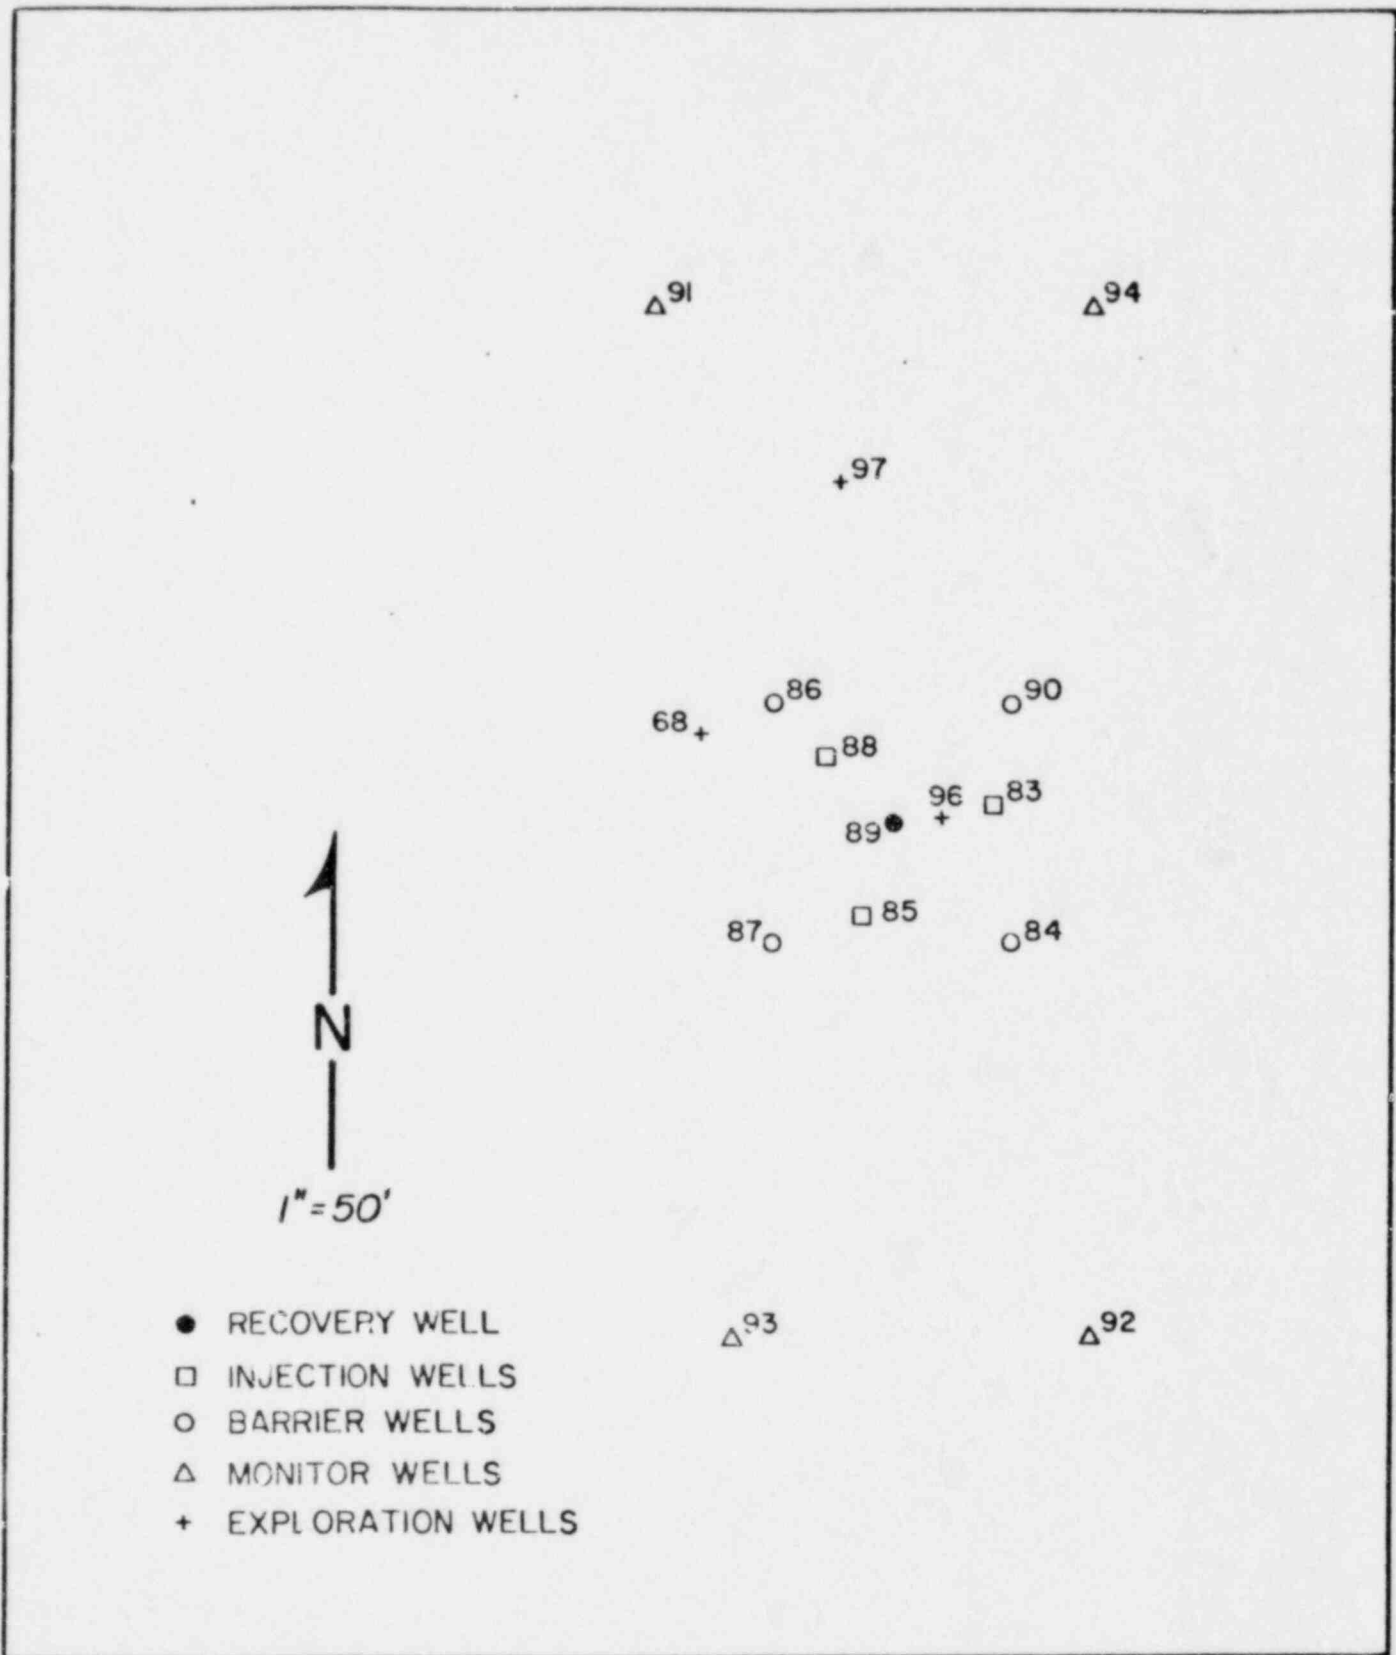 91
94
97
86
90
68
88
96
83
89
85
87
84
N
1"=50'
93
92
RECOVERY WELL
INJECTION WELLS
BARRIER WELLS
MONITOR WELLS
EXPLORATION WELLS